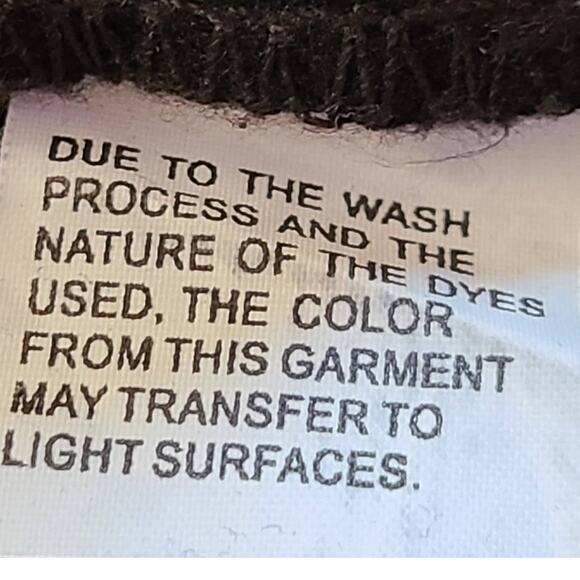 DUE TO THE WASH
PROCESS AND THE
NATURE OF THE DYES
USED, THE COLOR
FROM THIS GARMENT
MAY TRANSFER TO
LIGHT SURFACES.